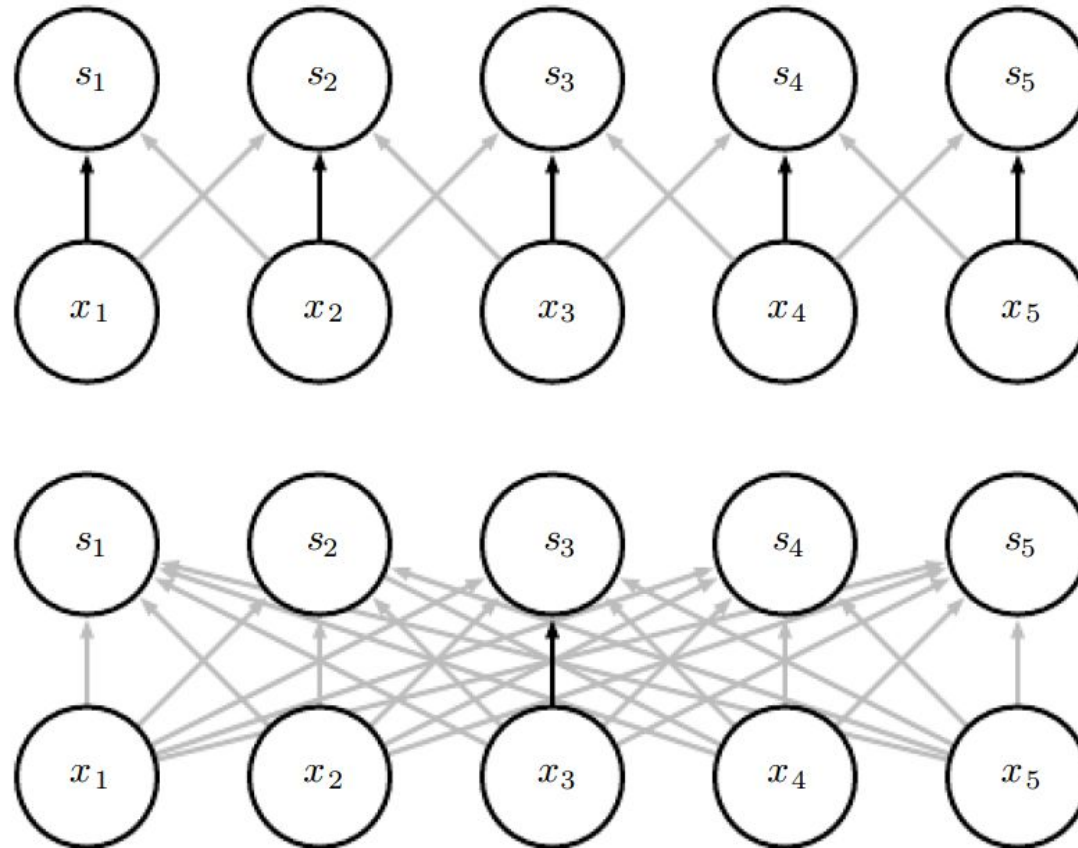 s₁ s₂ s₃ s₄ s₅
x₁ x₂ x₃ x₄ x₅
s₁ s₂ s₃ s₄ s₅
x₁ x₂ x₃ x₄ x₅